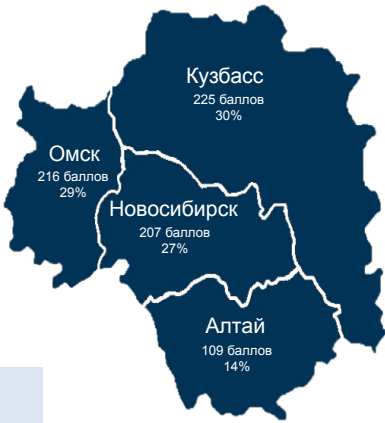 Кузбасс
225 баллов
30%
Омск
216 баллов
29%
Новосибирск
207 баллов
27%
Алтай
109 баллов
14%